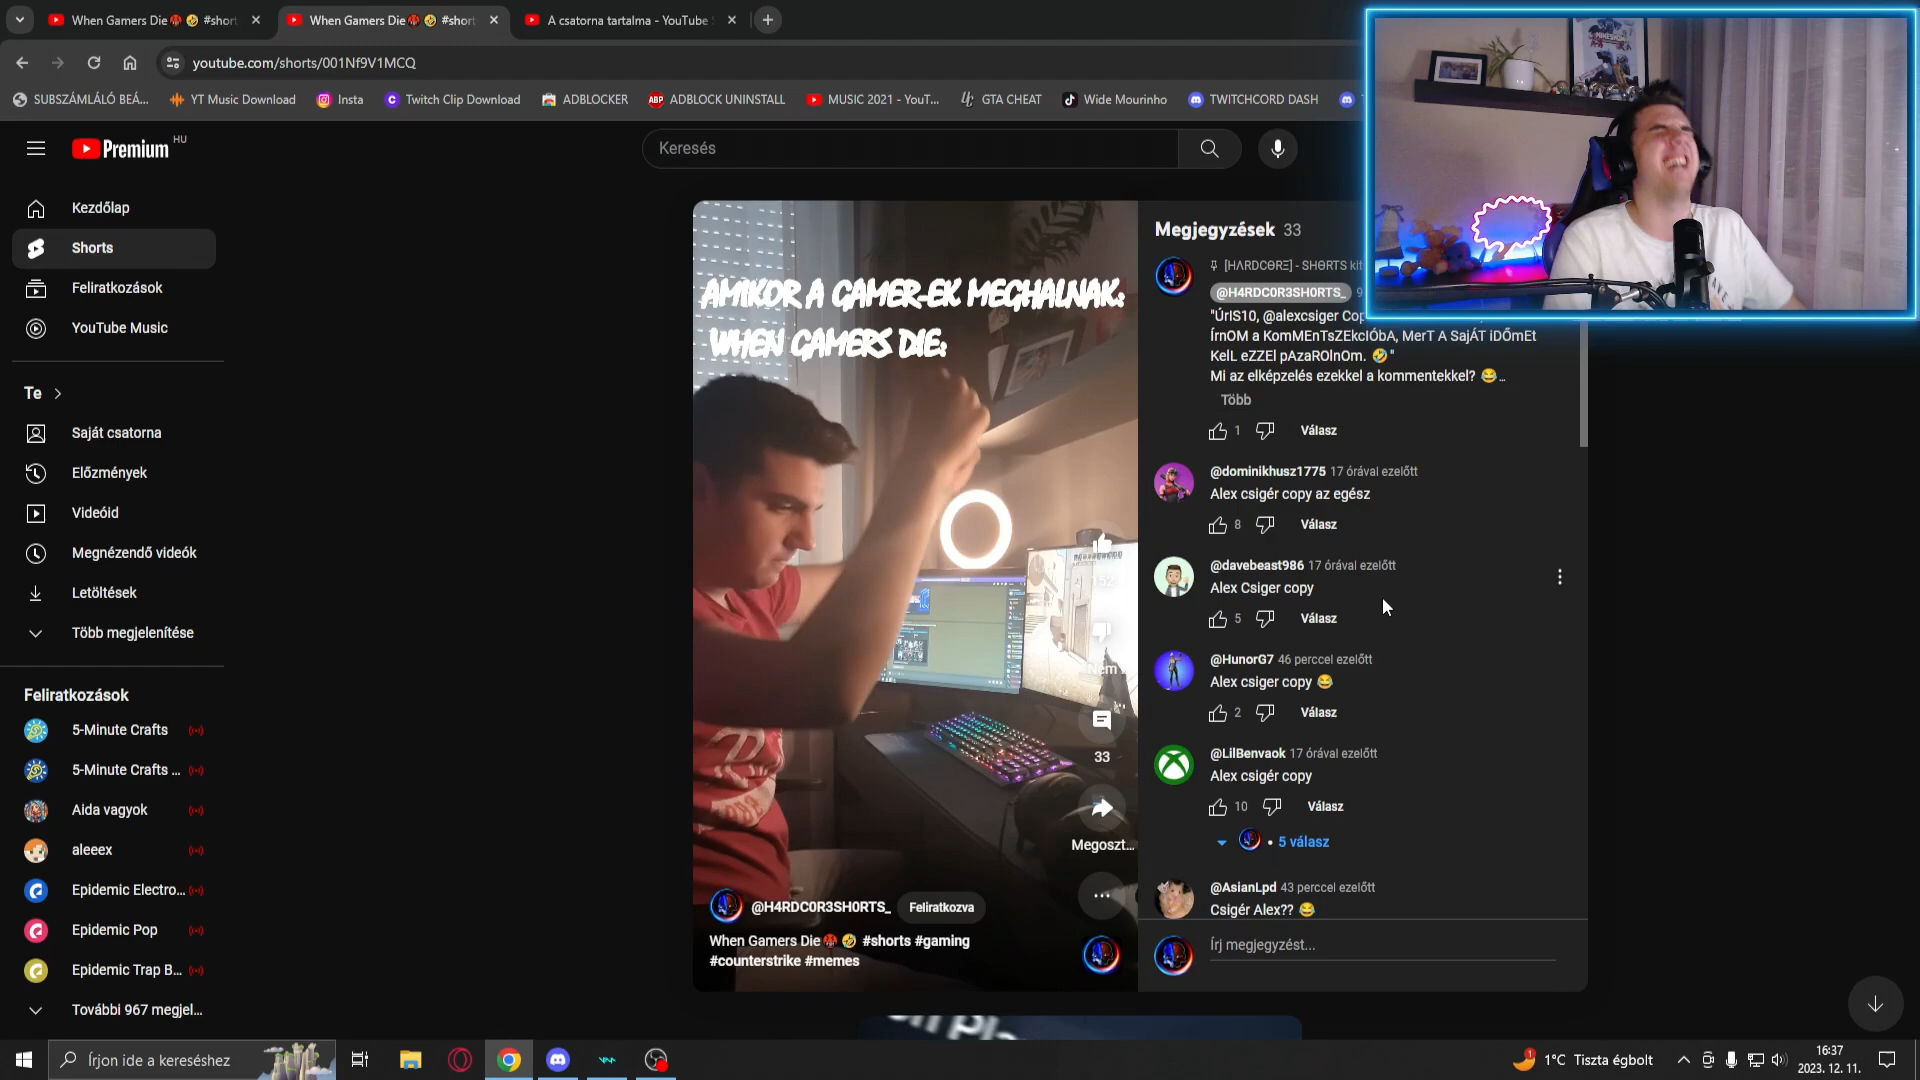 When Gamers Die🥊🤣 #short
When Gamers Die🥊🤣 #short
A csatorna tartalma - YouTube
youtube.com/shorts/001Nf9V1MCQ
SUBSZÁMLÁLÓ BEÁ...
YT Music Download
Insta
Twitch Clip Download
ADBLOCKER
ADBLOCK UNINSTALL
MUSIC 2021 - YouT...
GTA CHEAT
Wide Mourinho
TWITCHCORD DASH
Premium HU
Keresés
Kezdőlap
Shorts
Feliratkozások
YouTube Music
Te
Saját csatorna
Előzmények
Videóid
Megnézendő videók
Letöltések
Több megjelenítése
Feliratkozások
5-Minute Crafts
5-Minute Crafts ...
Aida vagyok
aleeex
Epidemic Electro...
Epidemic Pop
Epidemic Trap B...
További 967 megjel...
AMIKOR A GAMER-EK MEGHALNAK:
WHEN GAMERS DIE:
Nem
33
Megoszt...
@H4RDC0R3SH0RTS_
Feliratkozva
When Gamers Die🥊🤣 #shorts #gaming
#counterstrike #memes
Megjegyzések 33
[HΛRDCΘRΞ] - SHΘRTS kit
@H4RDC0R3SH0RTS_ 9
"ÚrIS10, @alexcsiger Cop
ÍrnOM a KomMEnTsZEkcIÓbA, MerT A SajÁT iDŐmEt
KelL eZZEl pAzaROlnOm. 🤣"
Mi az elképzelés ezekkel a kommentekkel? 😂...
Több
1 Válasz
@dominikhusz1775 17 órával ezelőtt
Alex csigér copy az egész
8 Válasz
@davebeast986 17 órával ezelőtt
Alex Csiger copy
5 Válasz
@HunorG7 46 perccel ezelőtt
Alex csiger copy 😂
2 Válasz
@LilBenvaok 17 órával ezelőtt
Alex csigér copy
10 Válasz
• 5 válasz
@AsianLpd 43 perccel ezelőtt
Csigér Alex?? 😂
Írj megjegyzést...
Írjon ide a kereséshez
1°C Tiszta égbolt
16:37
2023. 12. 11.